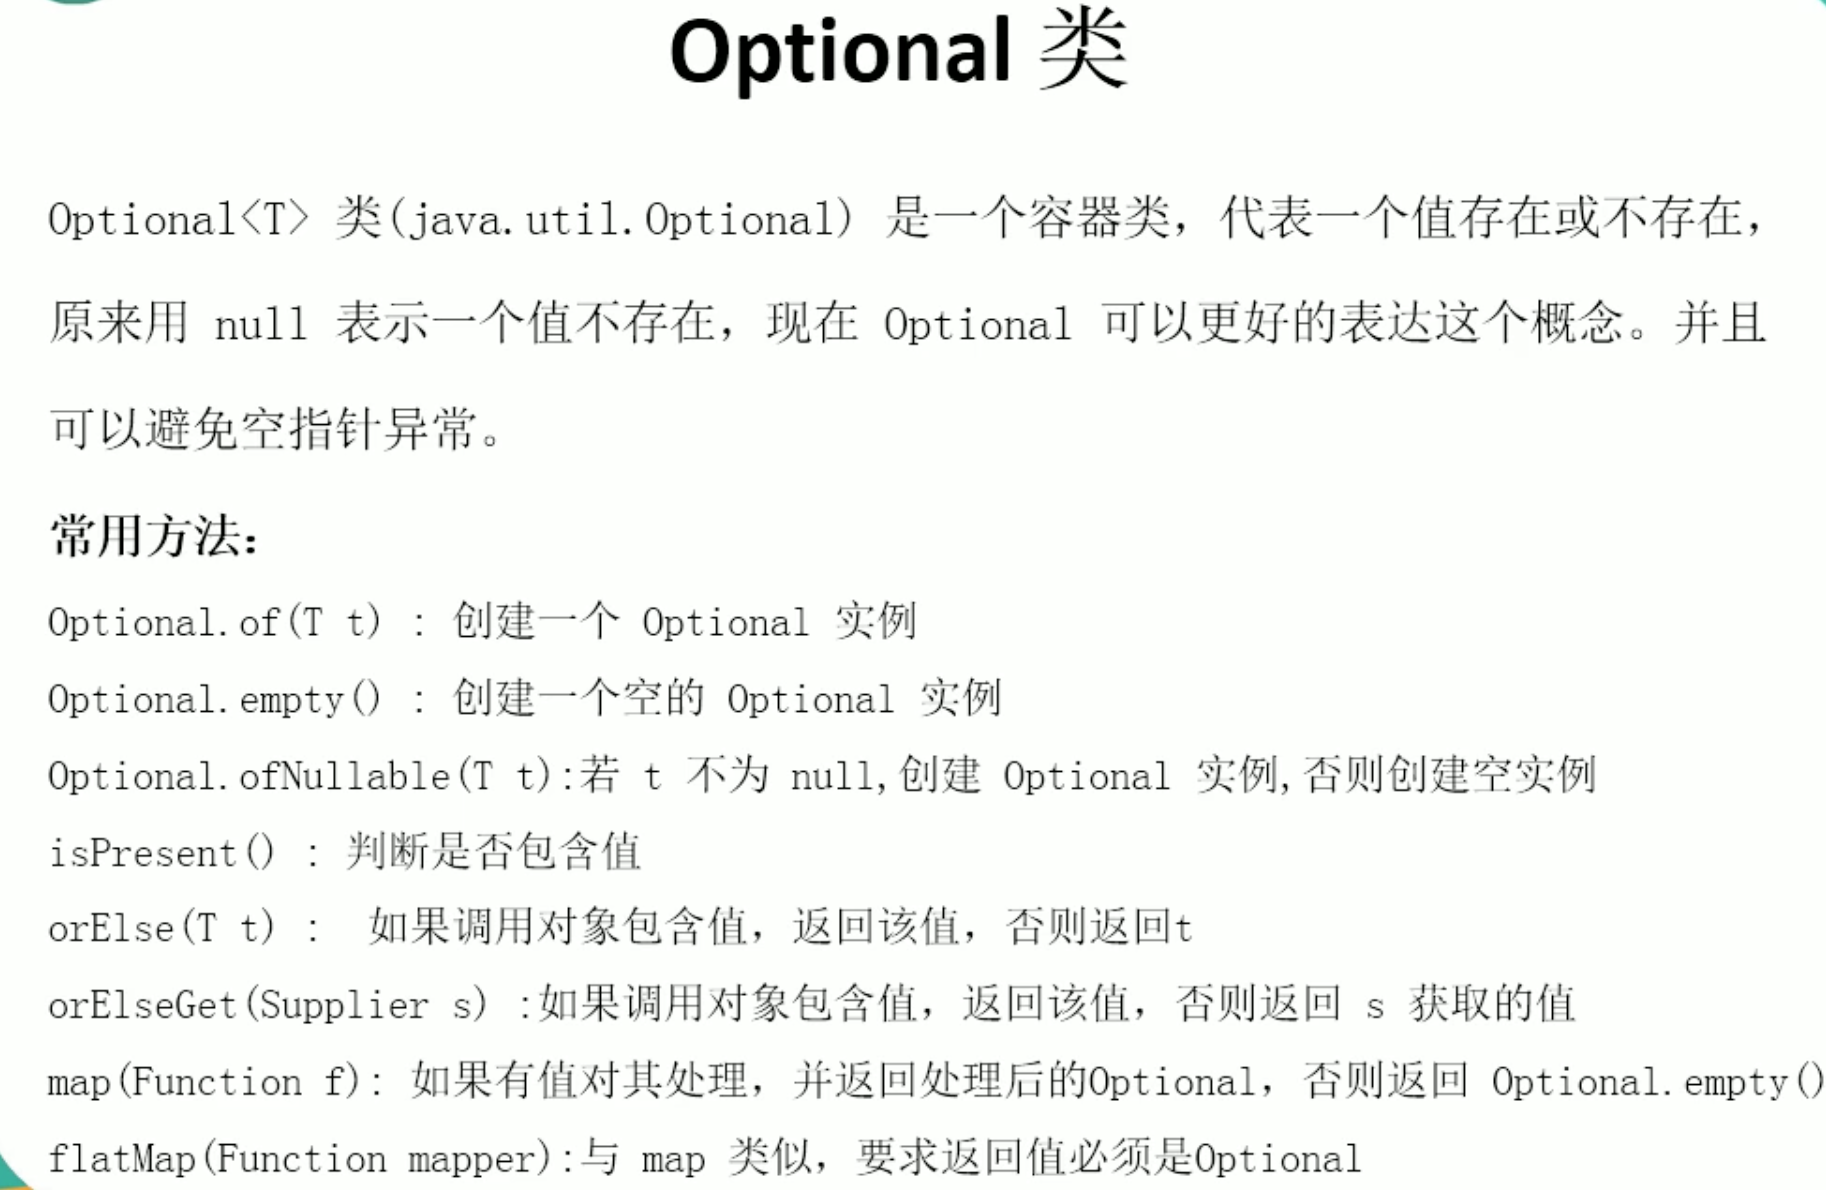 Optional 类
Optional<T> 类(java.util.Optional) 是一个容器类，代表一个值存在或不存在，
原来用 null 表示一个值不存在，现在 Optional 可以更好的表达这个概念。并且
可以避免空指针异常。
常用方法：
Optional.of(T t) : 创建一个 Optional 实例
Optional.empty() : 创建一个空的 Optional 实例
Optional.ofNullable(T t):若 t 不为 null,创建 Optional 实例,否则创建空实例
isPresent() : 判断是否包含值
orElse(T t) :  如果调用对象包含值，返回该值，否则返回t
orElseGet(Supplier s) :如果调用对象包含值，返回该值，否则返回 s 获取的值
map(Function f): 如果有值对其处理，并返回处理后的Optional，否则返回 Optional.empty()
flatMap(Function mapper):与 map 类似，要求返回值必须是Optional